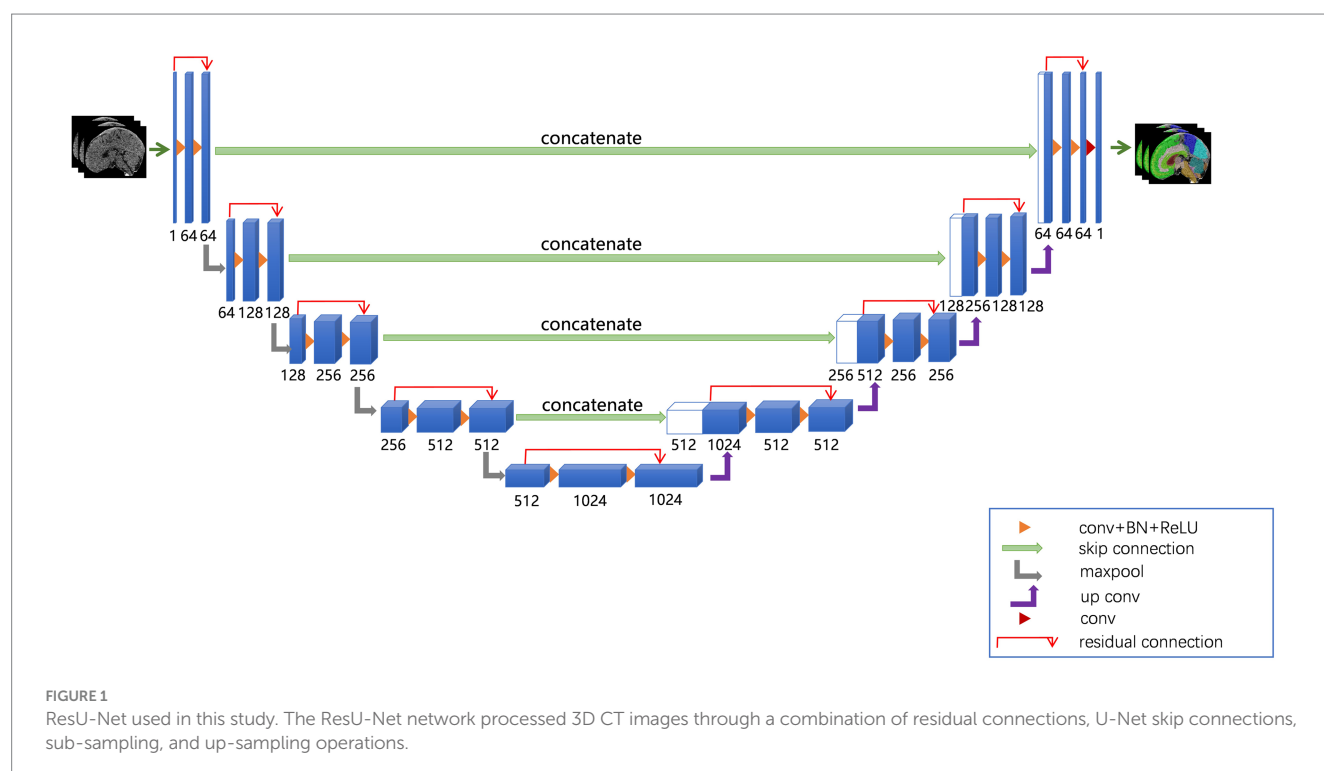 concatenate
1 64 64
64 64 64 1
concatenate
64 128 128
128 256 128 128
concatenate
128 256 256
256 512 256 256
concatenate
256 512 512
512 1024 512 512
512 1024 1024
conv+BN+ReLU
skip connection
maxpool
up conv
conv
residual connection
FIGURE 1
ResU-Net used in this study. The ResU-Net network processed 3D CT images through a combination of residual connections, U-Net skip connections,
sub-sampling, and up-sampling operations.